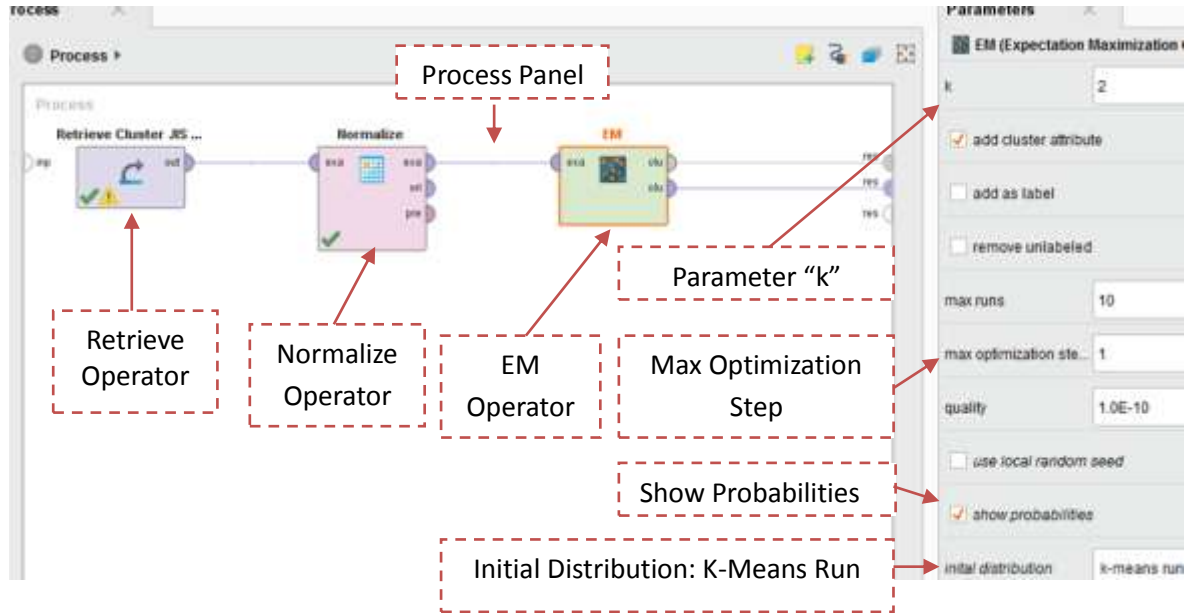 rocess
Process
Process
Retrieve Cluster JIS ...
inp
out
Normalize
exa
exa
ori
pre
EM
exa
clu
clu
res
res
res
Process Panel
Retrieve
Operator
Normalize
Operator
EM
Operator
Parameter “k”
Max Optimization
Step
Show Probabilities
Initial Distribution: K-Means Run
Parameters
EM (Expectation Maximization
k
2
add cluster attribute
add as label
remove unlabeled
max runs
10
max optimization ste...
1
quality
1.0E-10
use local random seed
show probabilities
inital distribution
k-means run